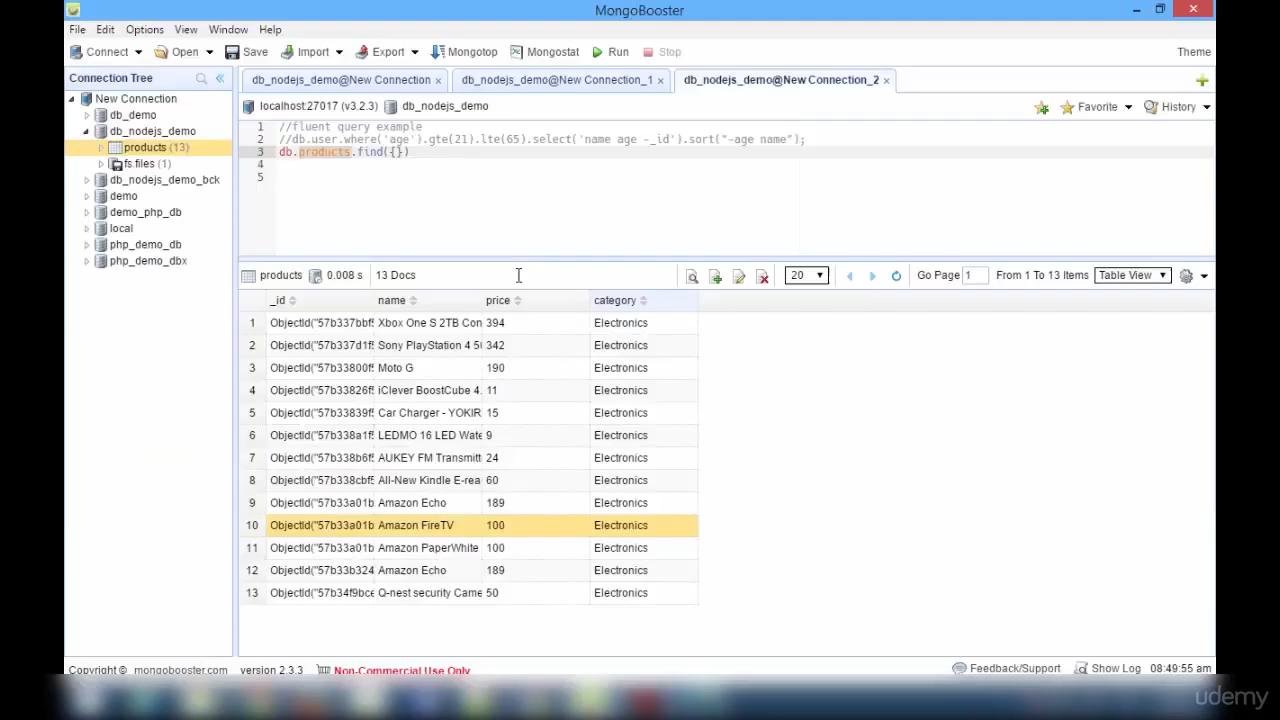 MongoBooster
File Edit Options View Window Help
Connect Open Save Import Export Mongotop Mongostat Run Stop Theme
Connection Tree
db_nodejs_demo@New Connection × db_nodejs_demo@New Connection_1 × db_nodejs_demo@New Connection_2 ×
localhost:27017 (v3.2.3) db_nodejs_demo Favorite History
New Connection
db_demo
db_nodejs_demo
products (13)
fs.files (1)
db_nodejs_demo_bck
demo
demo_php_db
local
php_demo_db
php_demo_dbx
1 //fluent query example
2 //db.user.where('age').gte(21).lte(65).select('name age -_id').sort("-age name");
3 db.products.find({})
4
5
products 0.008 s 13 Docs 20 Go Page 1 From 1 To 13 Items Table View
_id name price category
1 ObjectId("57b337bbf5 Xbox One S 2TB Con 394 Electronics
2 ObjectId("57b337d1f5 Sony PlayStation 4 50 342 Electronics
3 ObjectId("57b33800f5 Moto G 190 Electronics
4 ObjectId("57b33826f5 iClever BoostCube 4. 11 Electronics
5 ObjectId("57b33839f5 Car Charger - YOKIR 15 Electronics
6 ObjectId("57b338a1f5 LEDMO 16 LED Wate 9 Electronics
7 ObjectId("57b338b6f5 AUKEY FM Transmitt 24 Electronics
8 ObjectId("57b338cbf5 All-New Kindle E-rea 60 Electronics
9 ObjectId("57b33a01b Amazon Echo 189 Electronics
10 ObjectId("57b33a01b Amazon FireTV 100 Electronics
11 ObjectId("57b33a01b Amazon PaperWhite 100 Electronics
12 ObjectId("57b33b324 Amazon Echo 189 Electronics
13 ObjectId("57b34f9bce Q-nest security Came 50 Electronics
Copyright © mongobooster.com version 2.3.3 Non-Commercial Use Only Feedback/Support Show Log 08:49:55 am
udemy